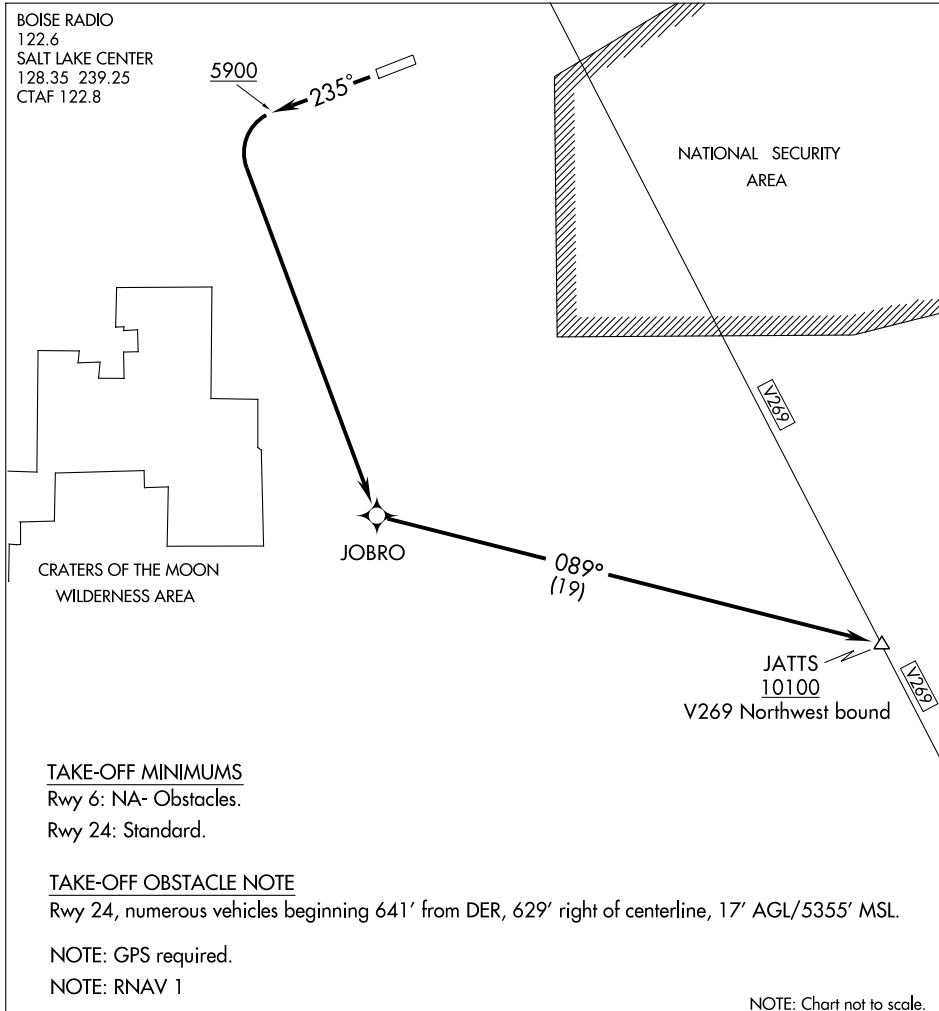 BOISE RADIO
122.6
SALT LAKE CENTER
128.35 239.25
CTAF 122.8
5900
235°
NATIONAL SECURITY
AREA
V269
JOBRO
CRATERS OF THE MOON
WILDERNESS AREA
089°
(19)
JATTS
10100
V269 Northwest bound
V269
TAKE-OFF MINIMUMS
Rwy 6: NA- Obstacles.
Rwy 24: Standard.
TAKE-OFF OBSTACLE NOTE
Rwy 24, numerous vehicles beginning 641' from DER, 629' right of centerline, 17' AGL/5355' MSL.
NOTE: GPS required.
NOTE: RNAV 1
NOTE: Chart not to scale.